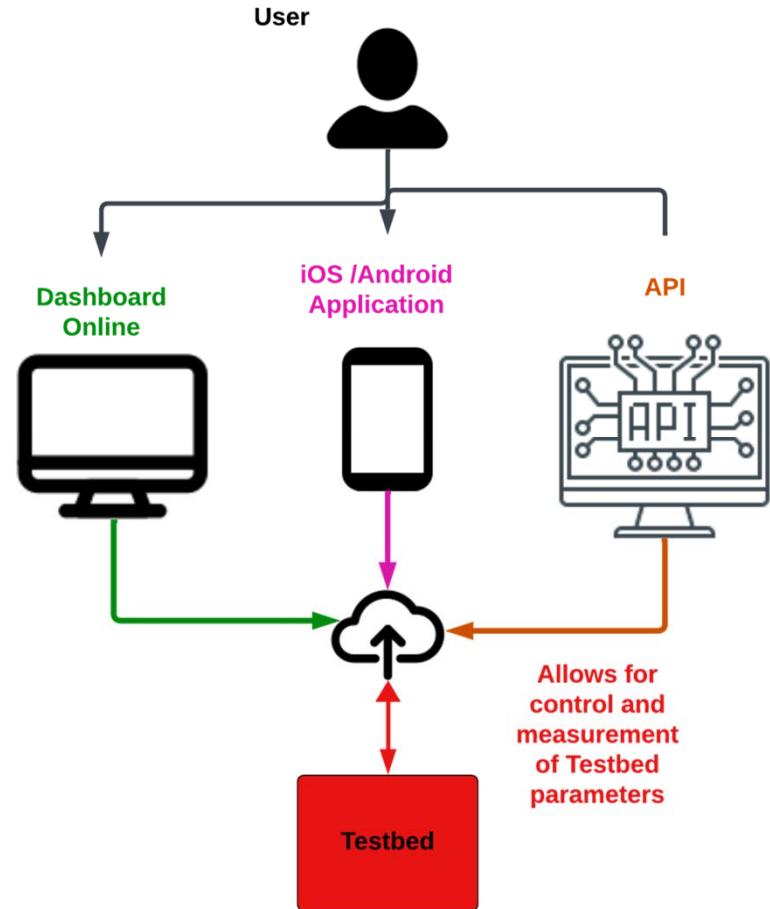 User
iOS /Android
Application
API
Dashboard
Online
API
Allows for
control and
measurement
of Testbed
parameters
Testbed